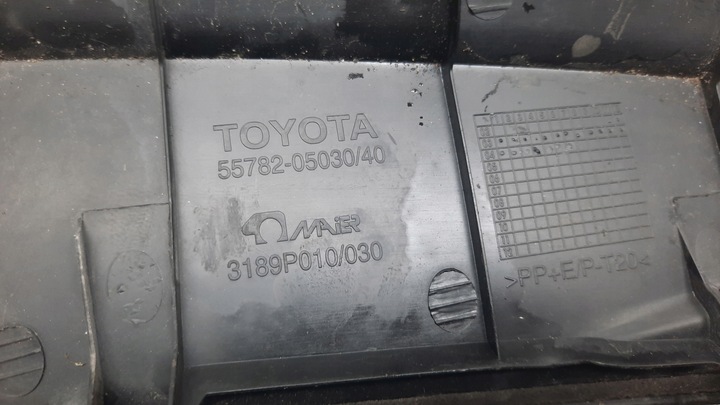 TOYOTA
55782-05030/40
MAIER
3189P010/030
>PP+E/P-T20<